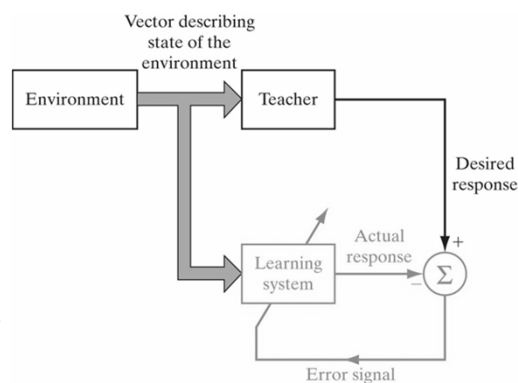 Vector describing
state of the
environment
Environment
Teacher
Desired
response
+
Actual
response
Learning
system
−
Σ
Error signal